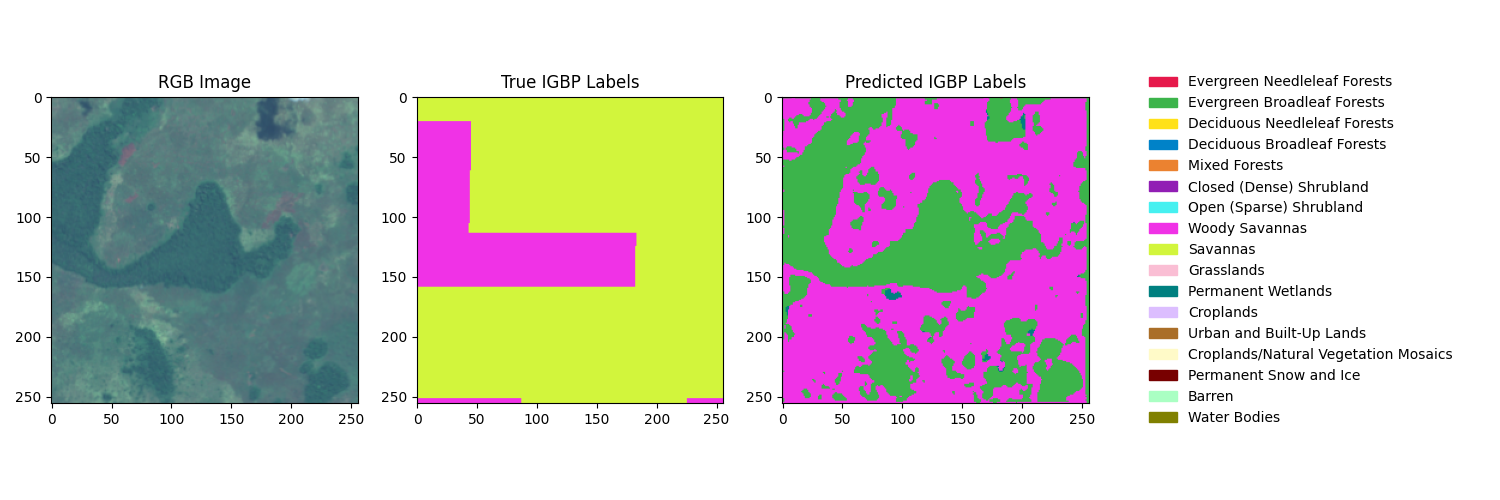 RGB Image
True IGBP Labels
Predicted IGBP Labels
0
50
100
150
200
250
0 50 100 150 200 250
0
50
100
150
200
250
0 50 100 150 200 250
0
50
100
150
200
250
0 50 100 150 200 250
Evergreen Needleleaf Forests
Evergreen Broadleaf Forests
Deciduous Needleleaf Forests
Deciduous Broadleaf Forests
Mixed Forests
Closed (Dense) Shrubland
Open (Sparse) Shrubland
Woody Savannas
Savannas
Grasslands
Permanent Wetlands
Croplands
Urban and Built-Up Lands
Croplands/Natural Vegetation Mosaics
Permanent Snow and Ice
Barren
Water Bodies